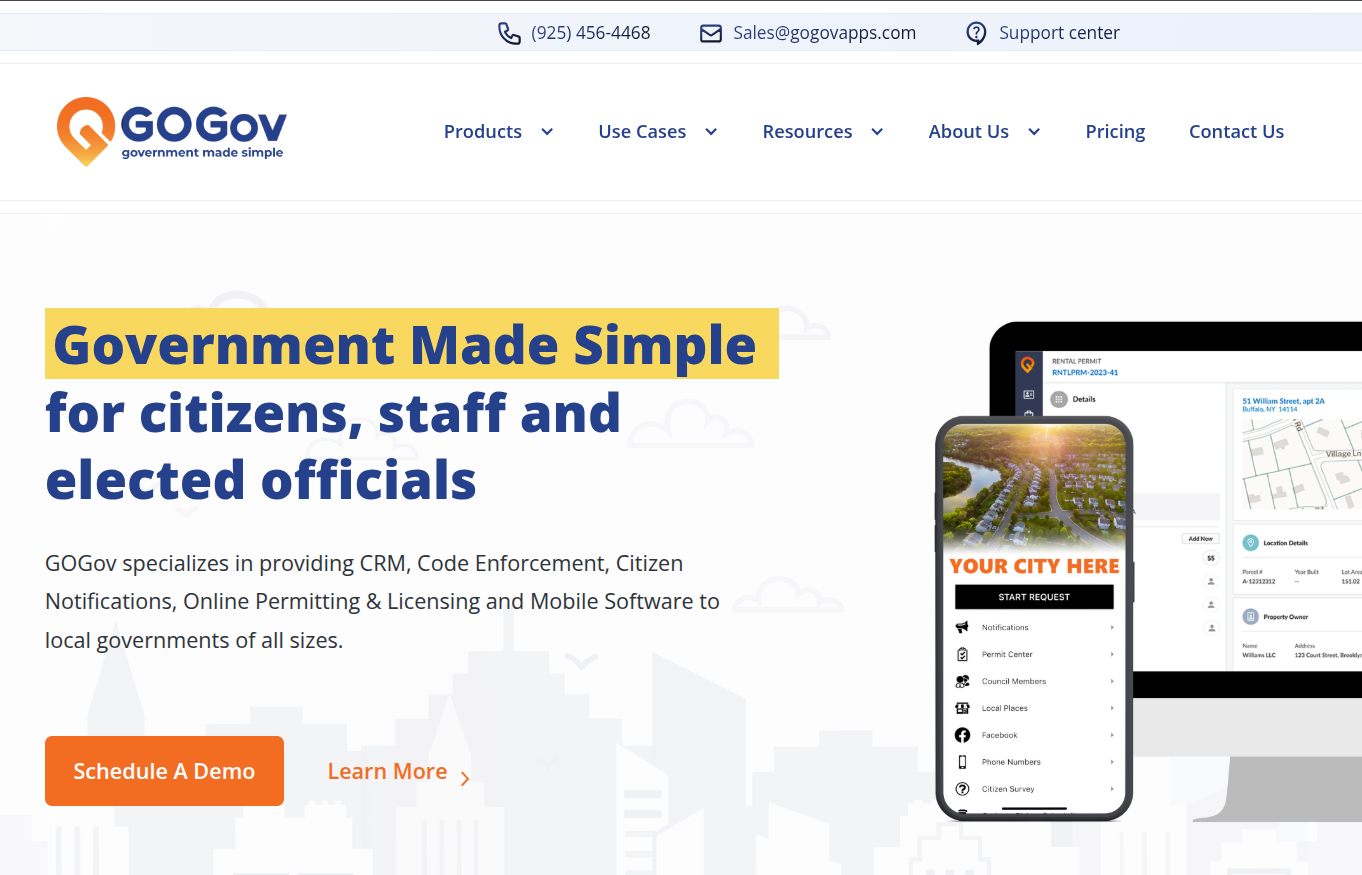 (925) 456-4468
Sales@gogovapps.com
Support center
GOGov
government made simple
Products
Use Cases
Resources
About Us
Pricing
Contact Us
Government Made Simple
for citizens, staff and
elected officials
GOGov specializes in providing CRM, Code Enforcement, Citizen
Notifications, Online Permitting & Licensing and Mobile Software to
local governments of all sizes.
Schedule A Demo
Learn More
RENTAL PERMIT
RNTLPRM-2023-41
Details
51 William Street, apt 2A
Buffalo, NY 14114
Rd
Village Ln
Add New
$$
Location Details
Parcel # Year Built Lot Area
A-12312312 -- 151.02
Property Owner
Name Address
Williams LLC 123 Court Street, Brooklyn
YOUR CITY HERE
START REQUEST
Notifications
Permit Center
Council Members
Local Places
Facebook
Phone Numbers
Citizen Survey